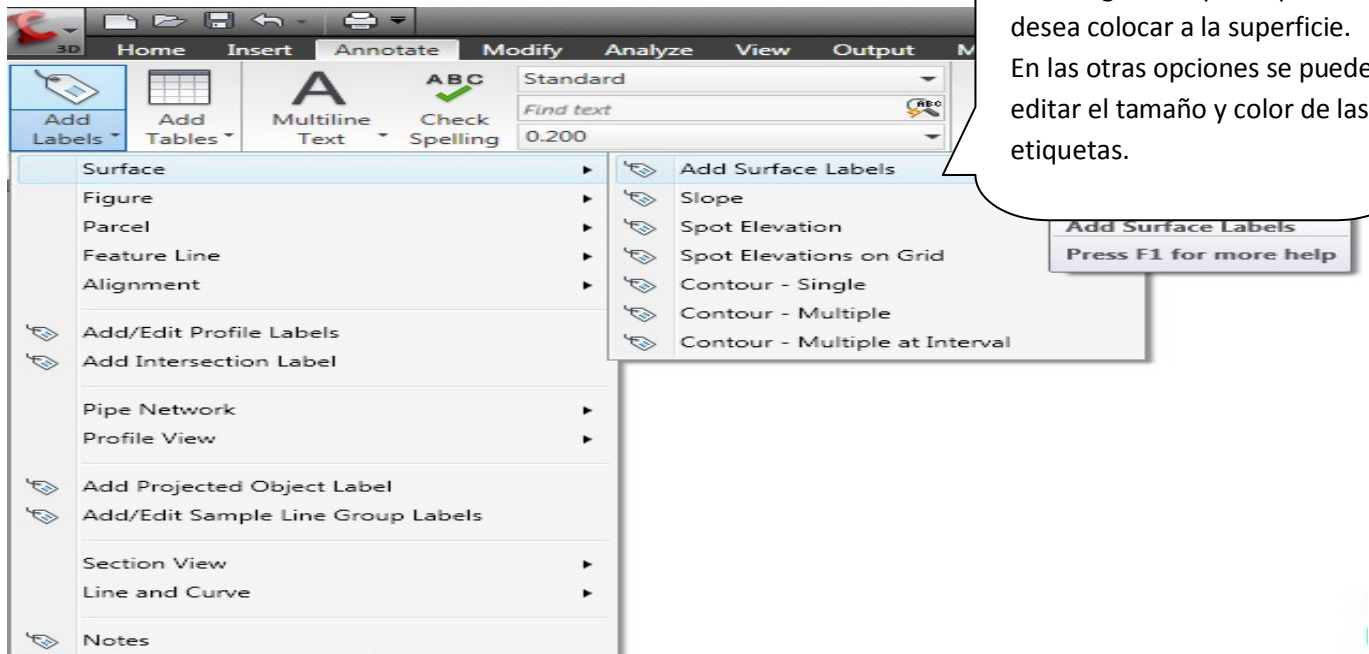 desea colocar a la superficie.
En las otras opciones se puede
editar el tamaño y color de las
etiquetas.
3D
Home Insert Annotate Modify Analyze View Output M
Add Labels
Add Tables
Multiline Text
ABC
Check Spelling
Standard
Find text
ABC
0.200
Surface
Figure
Parcel
Feature Line
Alignment
Add/Edit Profile Labels
Add Intersection Label
Pipe Network
Profile View
Add Projected Object Label
Add/Edit Sample Line Group Labels
Section View
Line and Curve
Notes
Add Surface Labels
Slope
Spot Elevation
Spot Elevations on Grid
Contour - Single
Contour - Multiple
Contour - Multiple at Interval
Add Surface Labels
Press F1 for more help